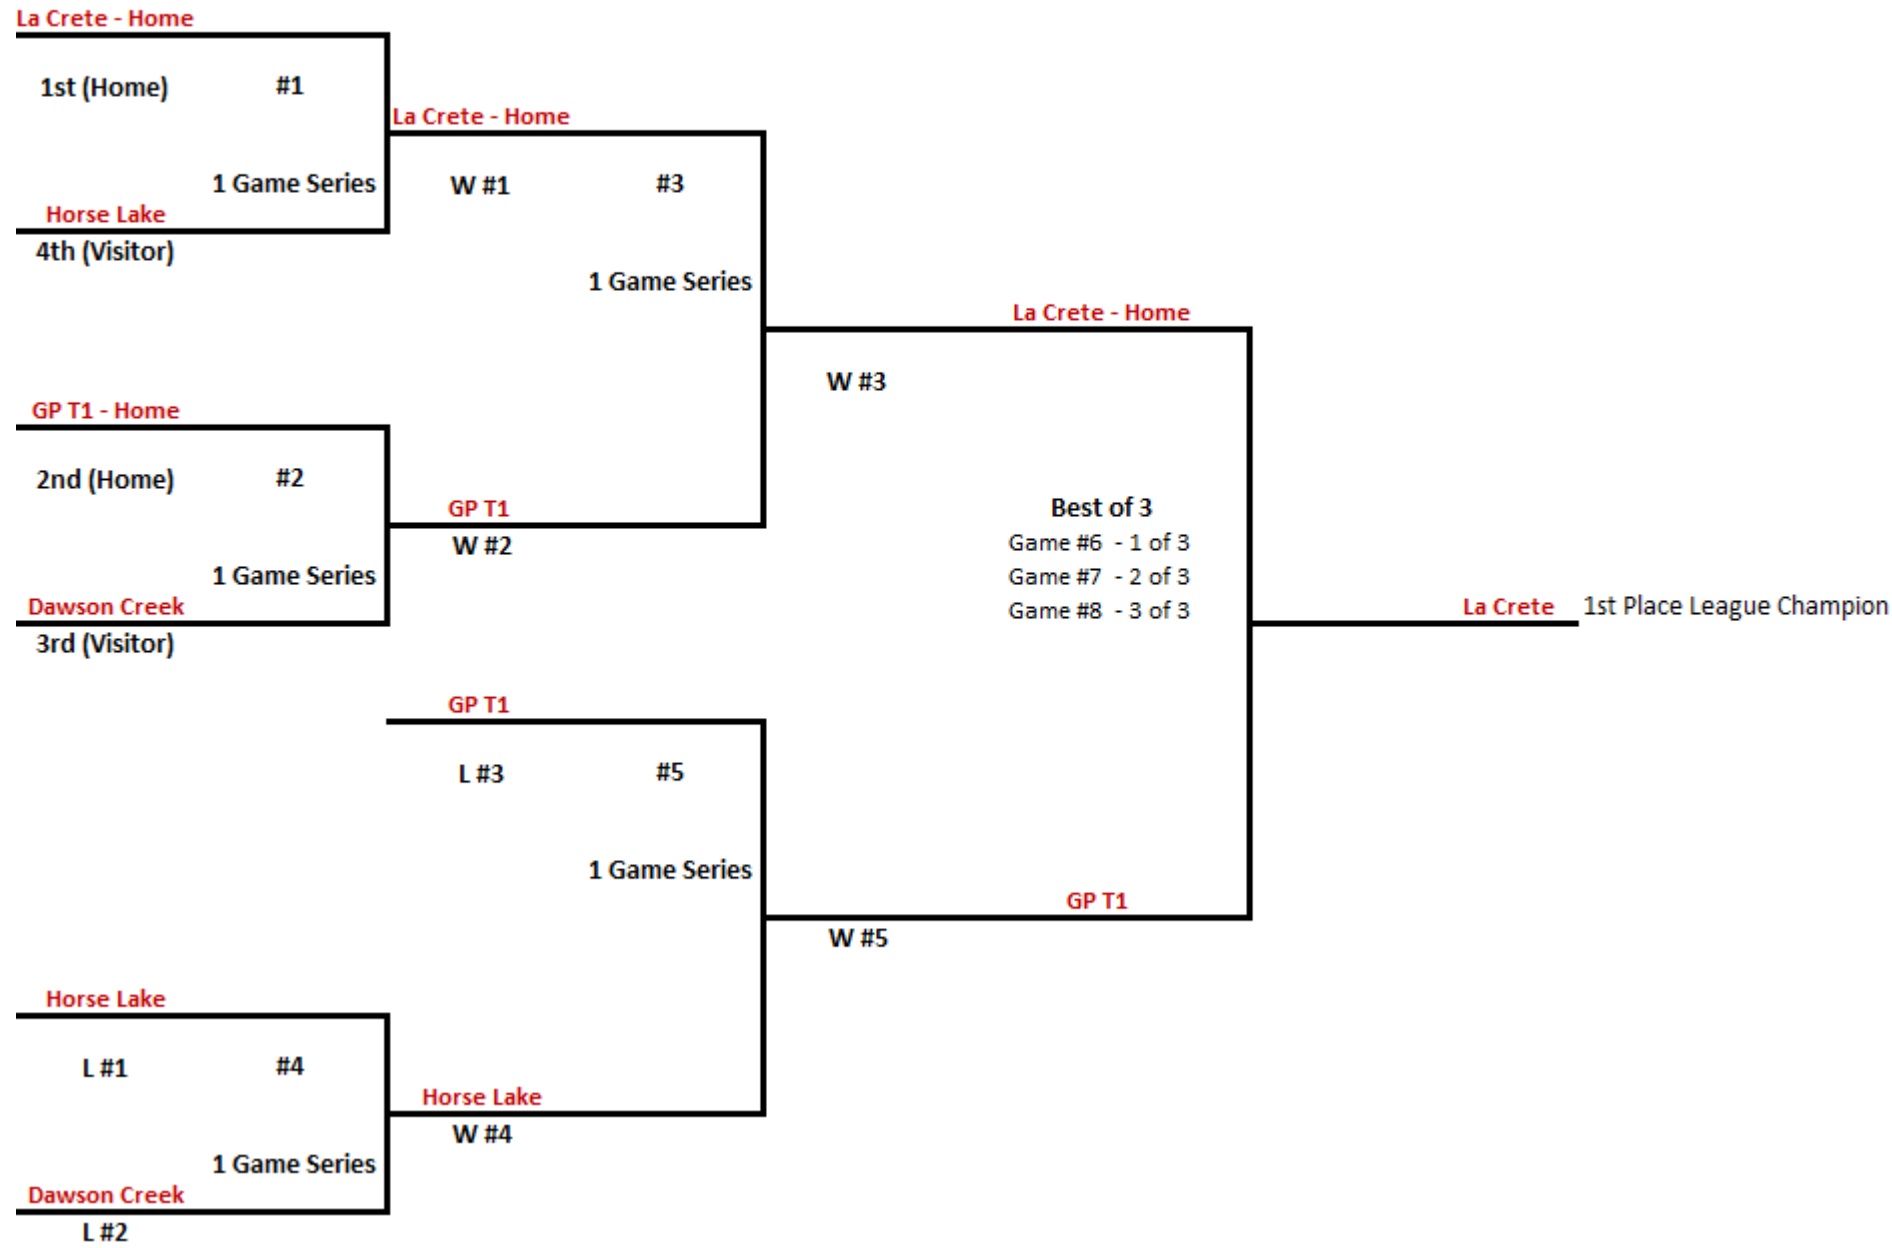 La Crete - Home
1st (Home) #1
La Crete - Home
1 Game Series
W #1 #3
Horse Lake
4th (Visitor)
1 Game Series
La Crete - Home
W #3
GP T1 - Home
2nd (Home) #2
GP T1
W #2
Best of 3
Game #6 - 1 of 3
Game #7 - 2 of 3
Game #8 - 3 of 3
1 Game Series
Dawson Creek
3rd (Visitor)
La Crete 1st Place League Champion
GP T1
L #3 #5
1 Game Series
GP T1
W #5
Horse Lake
L #1 #4
Horse Lake
W #4
1 Game Series
Dawson Creek
L #2